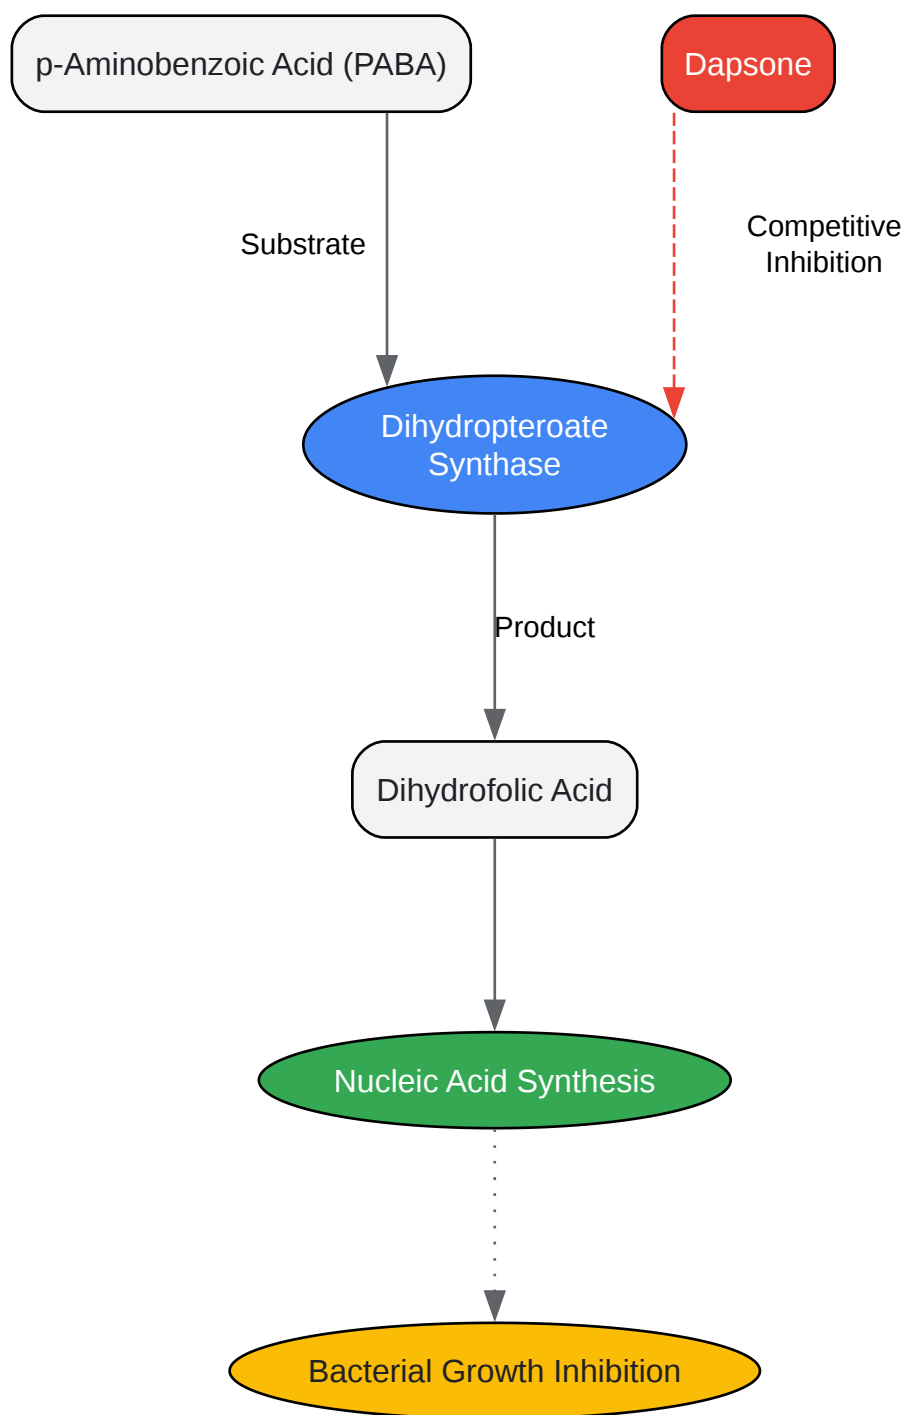 p-Aminobenzoic Acid (PABA)
Dapsone
Substrate
Competitive
Inhibition
Dihydropteroate
Synthase
Product
Dihydrofolic Acid
Nucleic Acid Synthesis
Bacterial Growth Inhibition